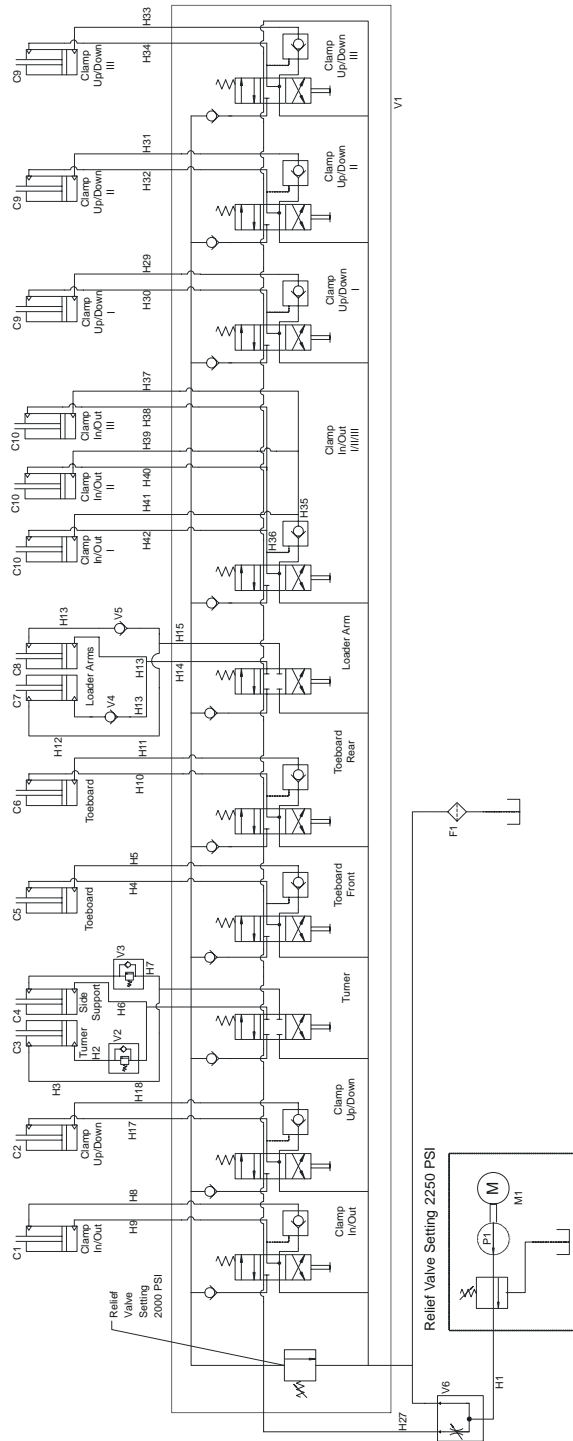 C1
Clamp
In/Out
H9
H8
C2
Clamp
Up/Down
H17
H18
C3
Turner
C4
Side
Support
H3
H2
V2
H6
V3
H7
C5
Toeboard
H4
H5
C6
Toeboard
H10
C7
C8
Loader Arms
H12
H11
V4
H13
H13
H13
V5
H14
H15
C10
Clamp
In/Out
I
H42
H41
C10
Clamp
In/Out
II
H40
H39
C10
Clamp
In/Out
III
H38
H37
H36
H35
C9
Clamp
Up/Down
I
H30
H29
C9
Clamp
Up/Down
II
H32
H31
C9
Clamp
Up/Down
III
H34
H33
Relief
Valve
Setting
2000 PSI
Clamp
In/Out
Clamp
Up/Down
Turner
Toeboard
Front
Toeboard
Rear
Loader Arm
Clamp
In/Out
I/II/III
Clamp
Up/Down
I
Clamp
Up/Down
II
Clamp
Up/Down
III
V1
H27
V6
H1
Relief Valve Setting 2250 PSI
P1
M
M1
F1